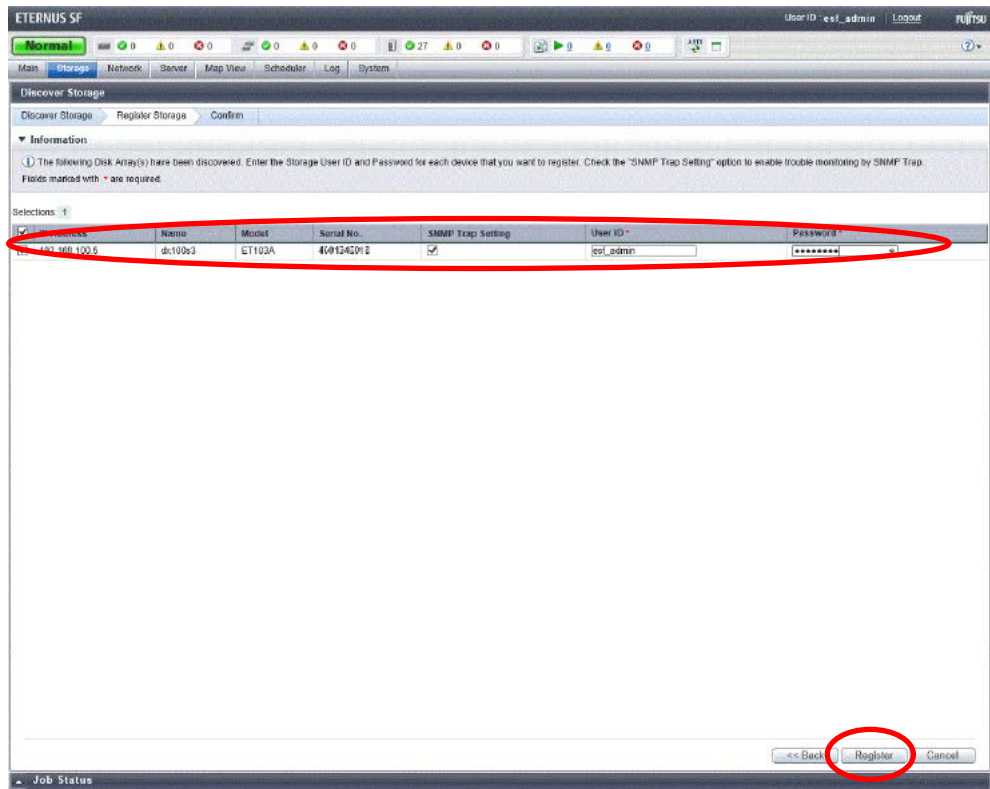 ETERNUS SF
User ID : esf_admin Logout FUJITSU
Normal 0 0 0 0 0 0 27 0 0 0 0 0
Main Storage Network Server Map View Scheduler Log System
Discover Storage
Discover Storage Register Storage Confirm
Information
The following Disk Array(s) have been discovered. Enter the Storage User ID and Password for each device that you want to register. Check the "SNMP Trap Setting" option to enable trouble monitoring by SNMP Trap.
Fields marked with * are required.
Selections: 1
Name Model Serial No. SNMP Trap Setting User ID * Password *
192.168.100.5 dx100s3 ET103A esf_admin ••••••••
<< Back Register Cancel
Job Status